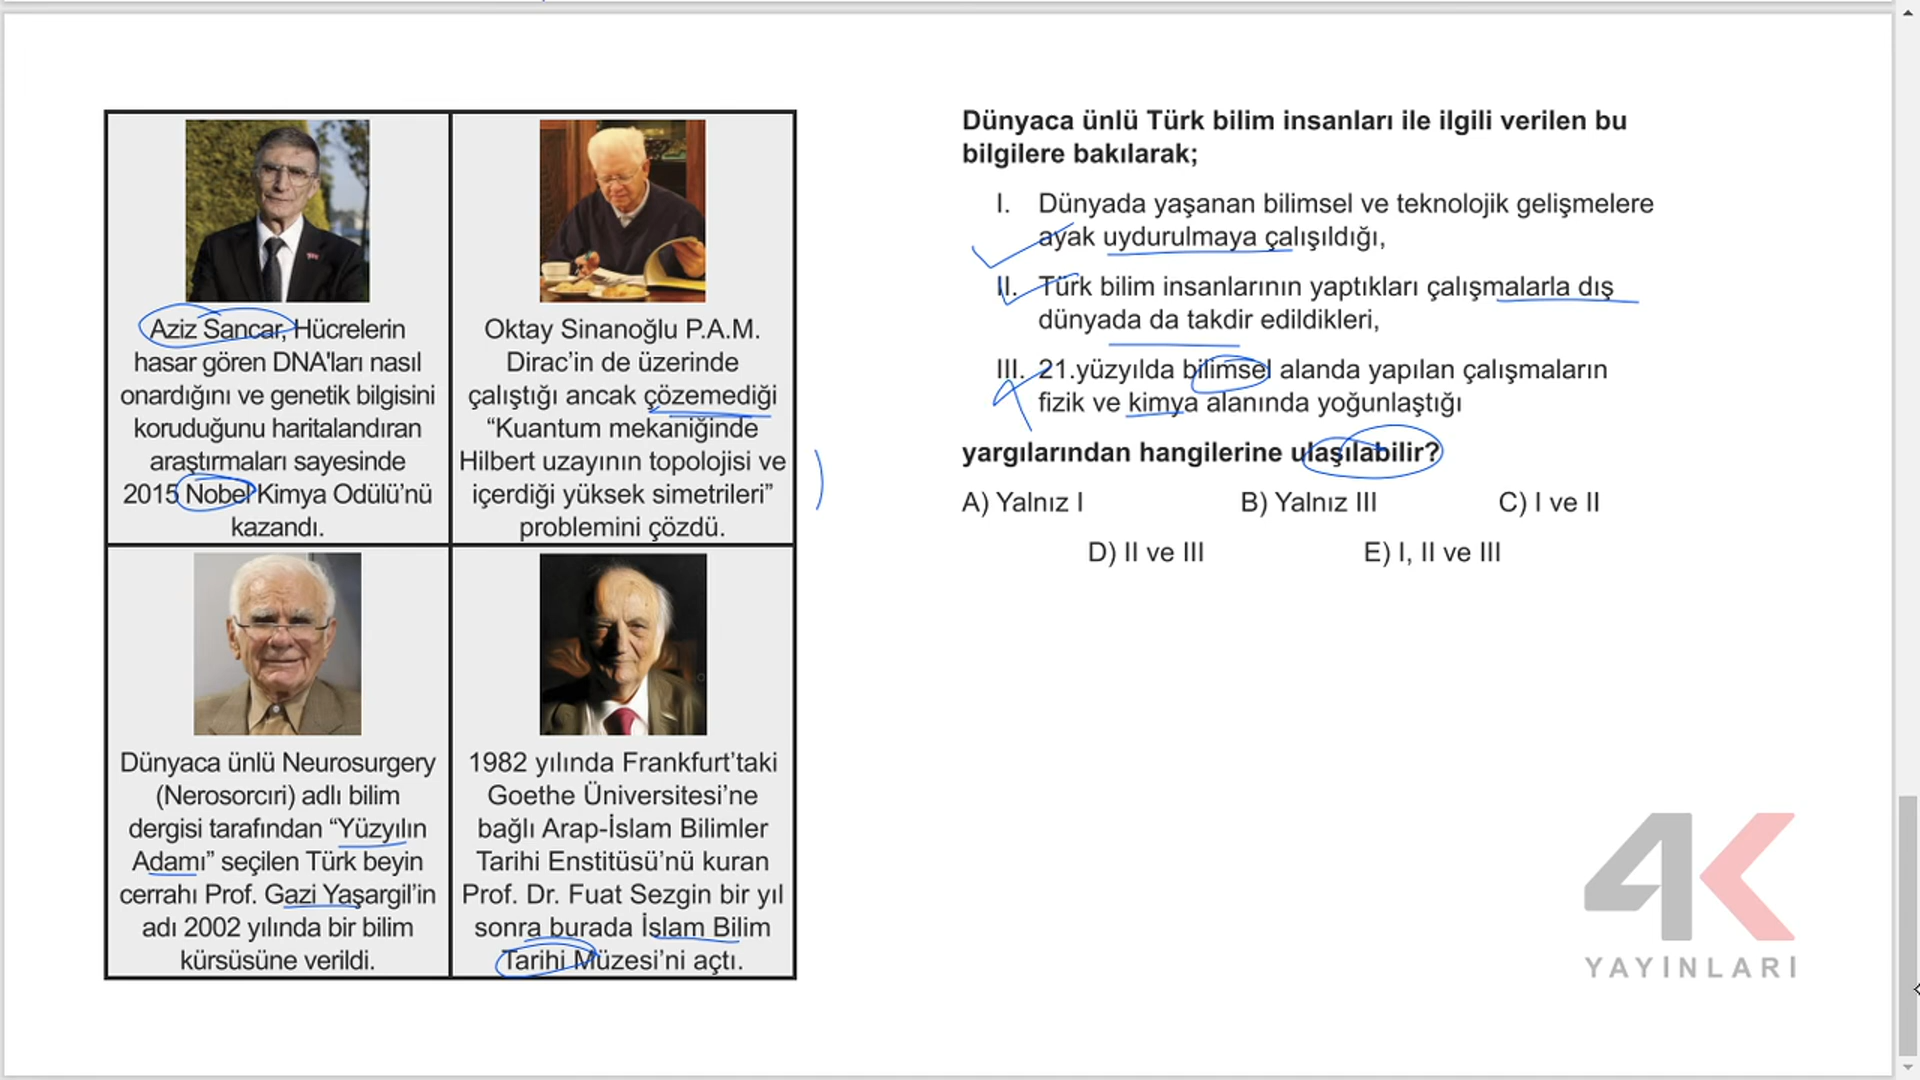 Aziz Sancar, Hücrelerin
hasar gören DNA'ları nasıl
onardığını ve genetik bilgisini
koruduğunu haritalandıran
araştırmaları sayesinde
2015 Nobel Kimya Ödülü’nü
kazandı.
Oktay Sinanoğlu P.A.M.
Dirac’in de üzerinde
çalıştığı ancak çözemediği
“Kuantum mekaniğinde
Hilbert uzayının topolojisi ve
içerdiği yüksek simetrileri”
problemini çözdü.
Dünyaca ünlü Neurosurgery
(Nerosorcıri) adlı bilim
dergisi tarafından “Yüzyılın
Adamı” seçilen Türk beyin
cerrahı Prof. Gazi Yaşargil’in
adı 2002 yılında bir bilim
kürsüsüne verildi.
1982 yılında Frankfurt’taki
Goethe Üniversitesi’ne
bağlı Arap-İslam Bilimler
Tarihi Enstitüsü’nü kuran
Prof. Dr. Fuat Sezgin bir yıl
sonra burada İslam Bilim
Tarihi Müzesi’ni açtı.
Dünyaca ünlü Türk bilim insanları ile ilgili verilen bu
bilgilere bakılarak;
I. Dünyada yaşanan bilimsel ve teknolojik gelişmelere
ayak uydurulmaya çalışıldığı,
II. Türk bilim insanlarının yaptıkları çalışmalarla dış
dünyada da takdir edildikleri,
III. 21.yüzyılda bilimsel alanda yapılan çalışmaların
fizik ve kimya alanında yoğunlaştığı
yargılarından hangilerine ulaşılabilir?
A) Yalnız I B) Yalnız III C) I ve II
D) II ve III E) I, II ve III
4K
YAYINLARI